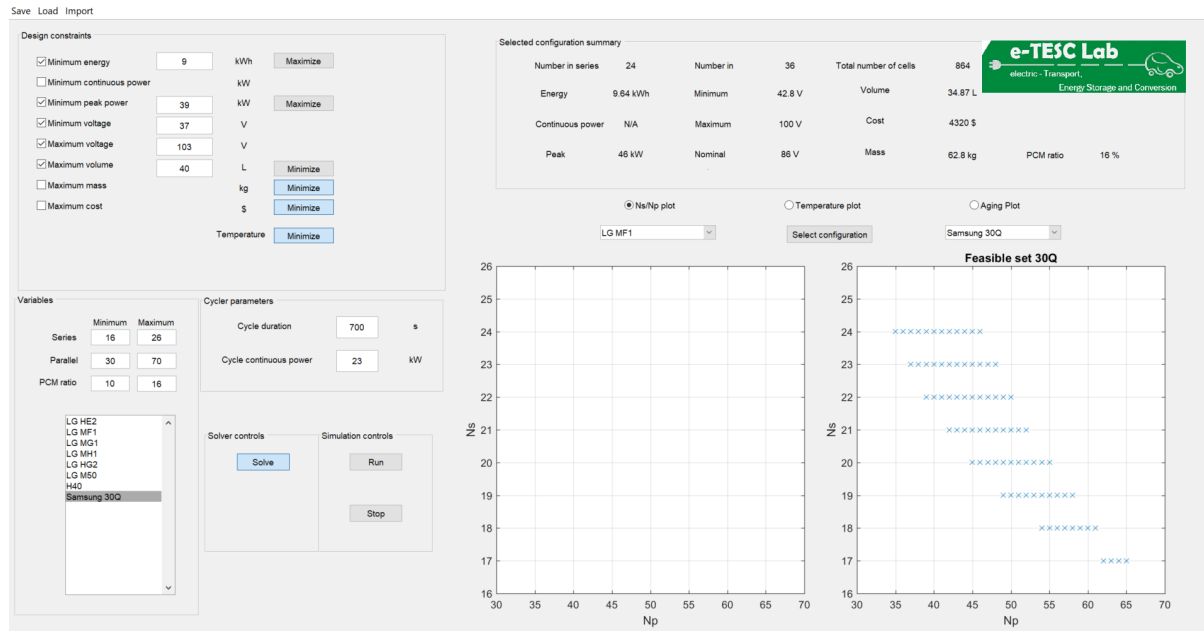 Save Load Import
Design constraints
Minimum energy 9 kWh Maximize
Minimum continuous power kW
Minimum peak power 39 kW Maximize
Minimum voltage 37 V
Maximum voltage 103 V
Maximum volume 40 L Minimize
Maximum mass kg Minimize
Maximum cost $ Minimize
Temperature Minimize
Selected configuration summary
Number in series 24 Number in 36 Total number of cells 864
Energy 9.64 kWh Minimum 42.8 V Volume 34.87 L
Continuous power N/A Maximum 100 V Cost 4320 $
Peak 46 kW Nominal 86 V Mass 62.8 kg PCM ratio 16 %
e-TESC Lab
electric - Transport,
Energy Storage and Conversion
Ns/Np plot Temperature plot Aging Plot
LG MF1 Select configuration Samsung 30Q
Variables
Minimum Maximum
Series 16 26
Parallel 30 70
PCM ratio 10 16
LG HE2
LG MF1
LG MG1
LG MH1
LG HG2
LG M50
H40
Samsung 30Q
Cycler parameters
Cycle duration 700 s
Cycle continuous power 23 kW
Solver controls
Solve
Simulation controls
Run
Stop
26
25
24
23
22
21
20
19
18
17
16
Ns
30 35 40 45 50 55 60 65 70
Np
Feasible set 30Q
26
25
24
23
22
21
20
19
18
17
16
Ns
30 35 40 45 50 55 60 65 70
Np